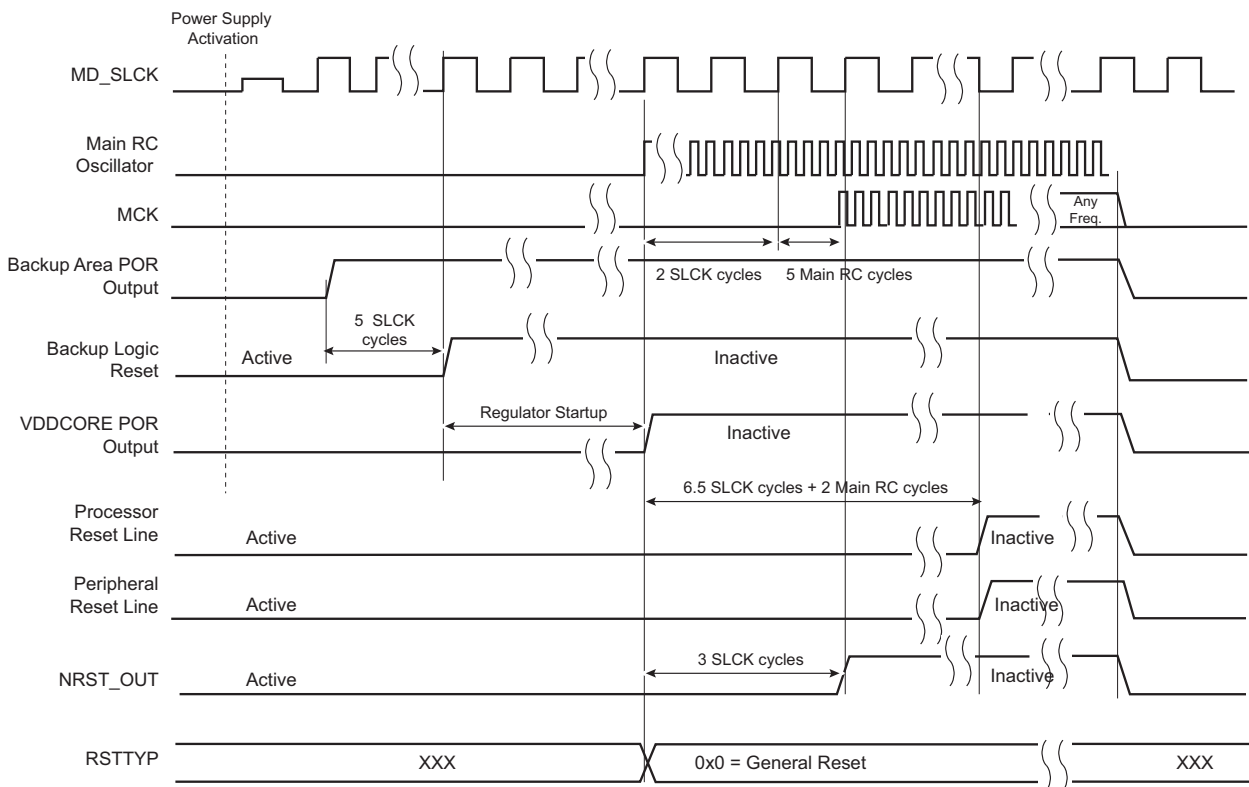 Power Supply
Activation
MD_SLCK
Main RC
Oscillator
MCK
Any
Freq.
Backup Area POR
Output
2 SLCK cycles
5 Main RC cycles
5 SLCK
cycles
Backup Logic
Reset
Active
Inactive
Regulator Startup
VDDCORE POR
Output
Inactive
6.5 SLCK cycles + 2 Main RC cycles
Processor
Reset Line
Active
Inactive
Peripheral
Reset Line
Active
Inactive
3 SLCK cycles
NRST_OUT
Active
Inactive
RSTTYP
XXX
0x0 = General Reset
XXX